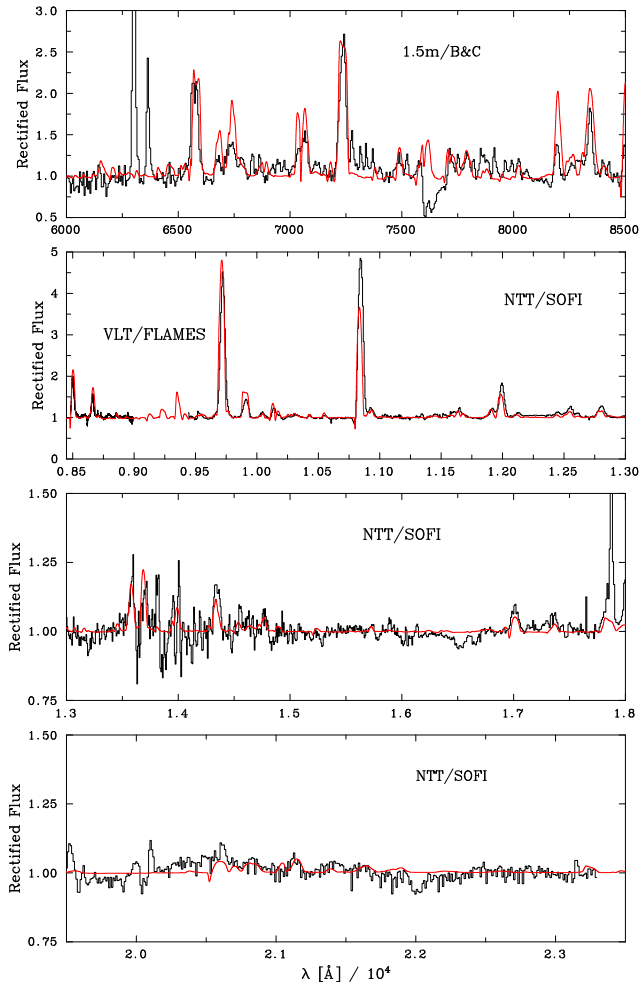 3.0
2.5
2.0
1.5
1.0
0.5
Rectified Flux
1.5m/B&C
6000 6500 7000 7500 8000 8500
5
4
3
2
1
0
Rectified Flux
VLT/FLAMES
NTT/SOFI
0.85 0.90 0.95 1.00 1.05 1.10 1.15 1.20 1.25 1.30
1.50
1.25
1.00
0.75
Rectified Flux
NTT/SOFI
1.3 1.4 1.5 1.6 1.7 1.8
1.50
1.25
1.00
0.75
Rectified Flux
NTT/SOFI
2.0 2.1 2.2 2.3
λ [Å] / 10⁴